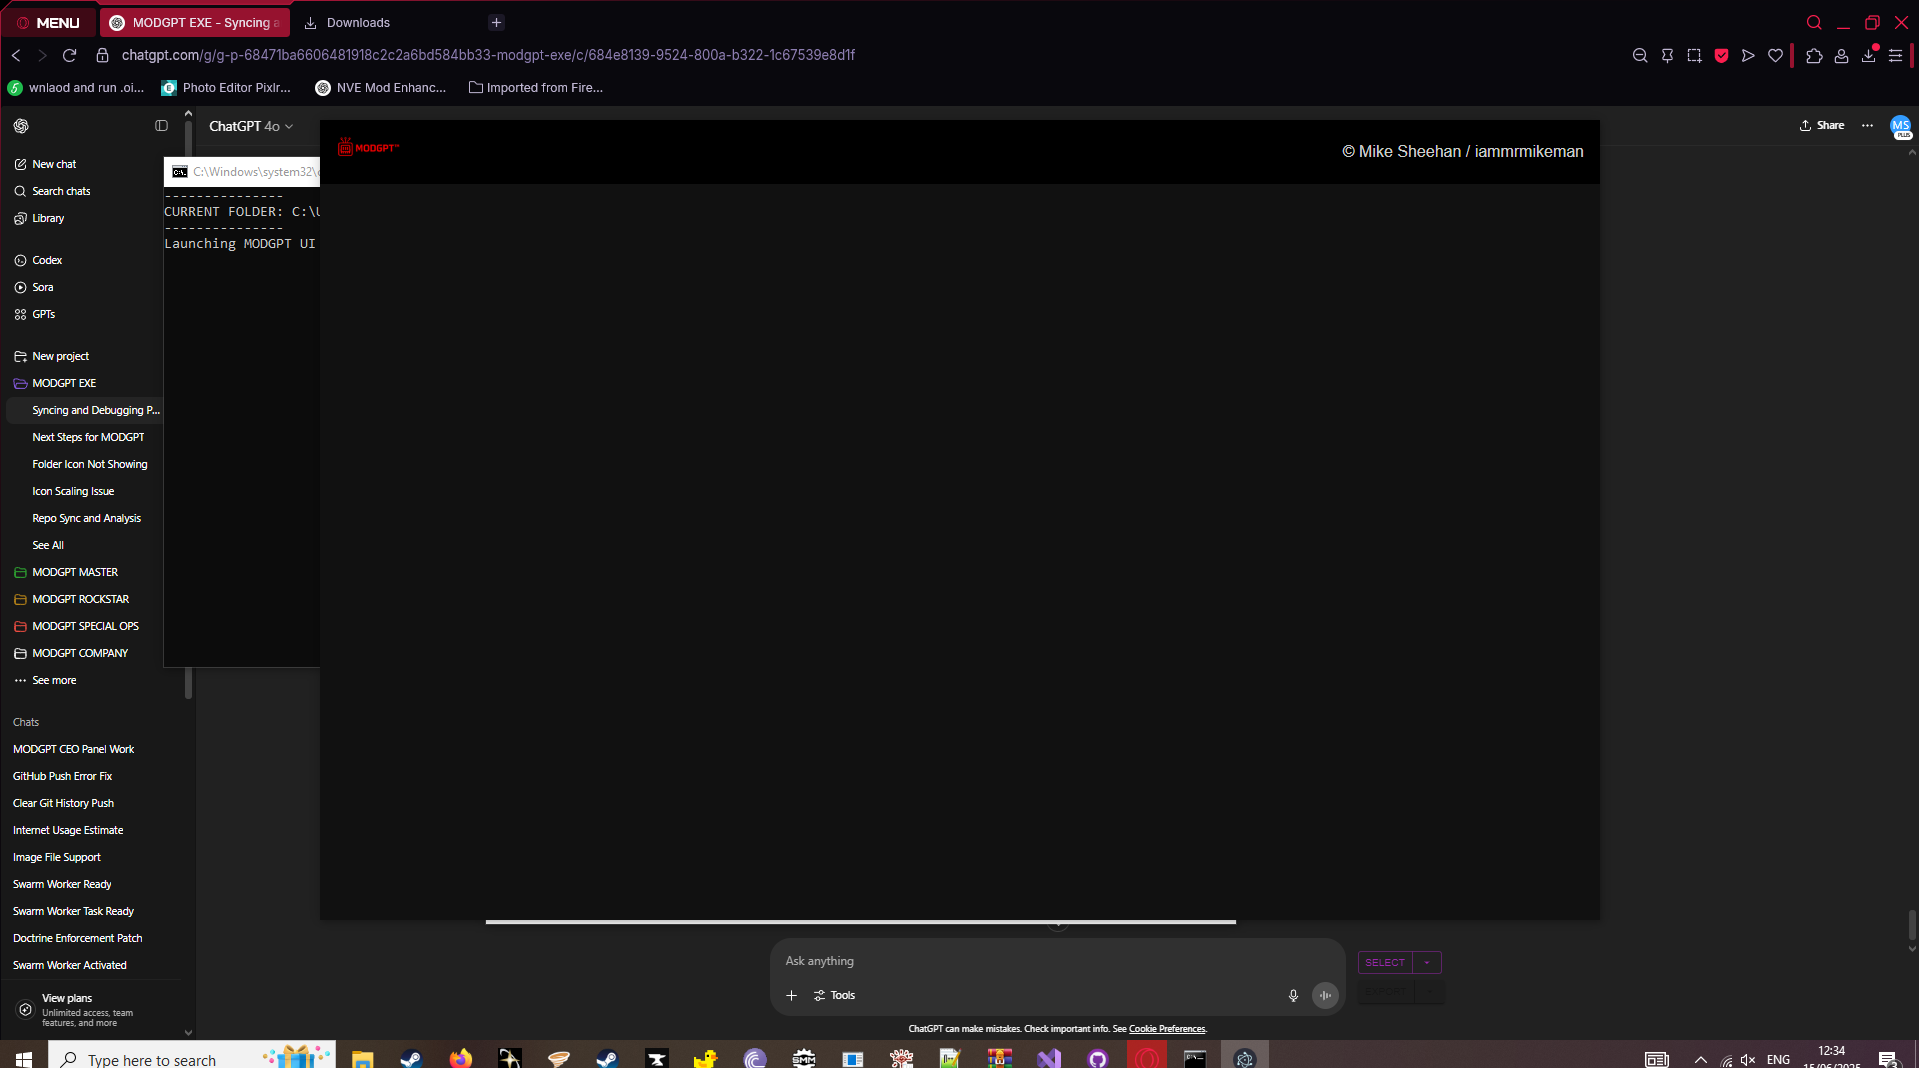 MENU
MODGPT EXE - Syncing a
Downloads
chatgpt.com/g/g-p-68471ba6606481918c2c2a6bd584bb33-modgpt-exe/c/684e8139-9524-800a-b322-1c67539e8d1f
wnlaod and run .oi...
Photo Editor Pixlr...
NVE Mod Enhanc...
Imported from Fire...
ChatGPT 4o
Share
MS
PLUS
New chat
Search chats
Library
Codex
Sora
GPTs
New project
MODGPT EXE
Syncing and Debugging P...
Next Steps for MODGPT
Folder Icon Not Showing
Icon Scaling Issue
Repo Sync and Analysis
See All
MODGPT MASTER
MODGPT ROCKSTAR
MODGPT SPECIAL OPS
MODGPT COMPANY
See more
Chats
MODGPT CEO Panel Work
GitHub Push Error Fix
Clear Git History Push
Internet Usage Estimate
Image File Support
Swarm Worker Ready
Swarm Worker Task Ready
Doctrine Enforcement Patch
Swarm Worker Activated
View plans
Unlimited access, team
features, and more
C:\Windows\system32\c
---------------
CURRENT FOLDER: C:\U
---------------
Launching MODGPT UI
MODGPT™
© Mike Sheehan / iammrmikeman
Ask anything
Tools
SELECT
EXPORT
ChatGPT can make mistakes. Check important info. See Cookie Preferences.
Type here to search
SMM
ENG
12:34
15/06/2025
3